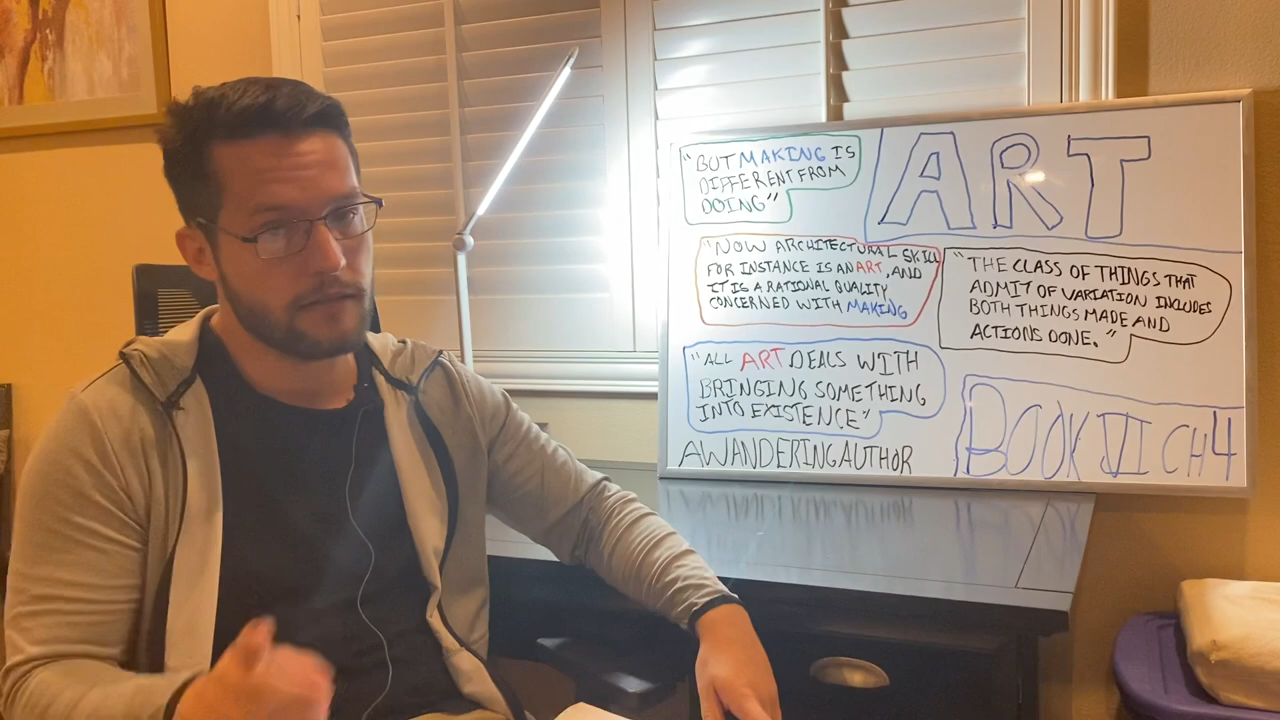 "BUT MAKING IS
DIFFERENT FROM
DOING"
ART
"NOW ARCHITECTURAL SKILL
FOR INSTANCE IS AN ART, AND
IT IS A RATIONAL QUALITY
CONCERNED WITH MAKING
"THE CLASS OF THINGS THAT
ADMIT OF VARIATION INCLUDES
BOTH THINGS MADE AND
ACTIONS DONE."
"ALL ART DEALS WITH
BRINGING SOMETHING
INTO EXISTENCE"
AWANDERINGAUTHOR
BOOK VI CH4